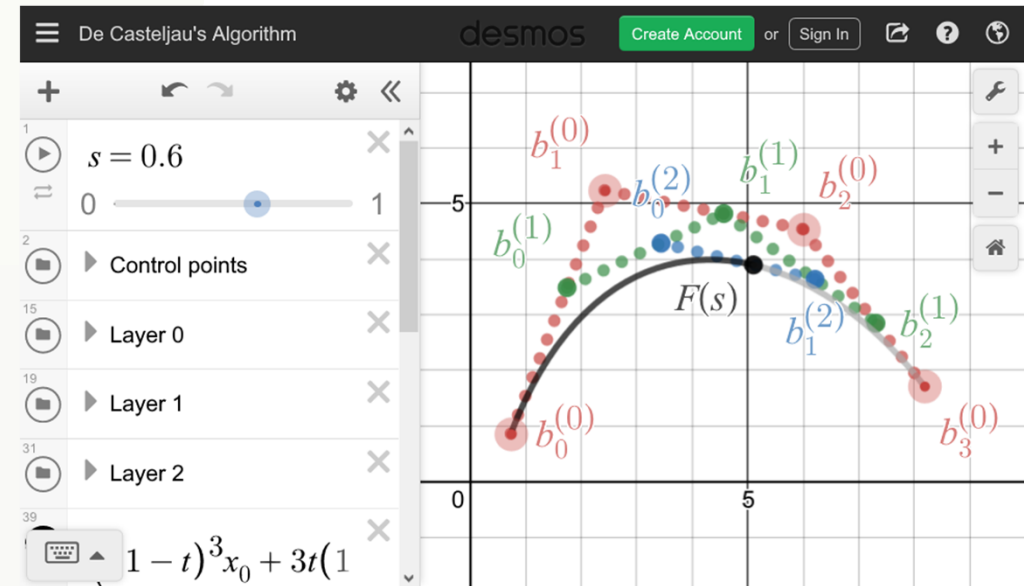 De Casteljau's Algorithm
desmos
Create Account
or
Sign In
1
s = 0.6
0
1
2
Control points
15
Layer 0
19
Layer 1
31
Layer 2
39
1 − t)³x₀ + 3t(1
b₁⁽⁰⁾
b₀⁽²⁾
b₁⁽¹⁾
b₂⁽⁰⁾
5
b₀⁽¹⁾
F(s)
b₁⁽²⁾
b₂⁽¹⁾
b₀⁽⁰⁾
b₃⁽⁰⁾
0
5